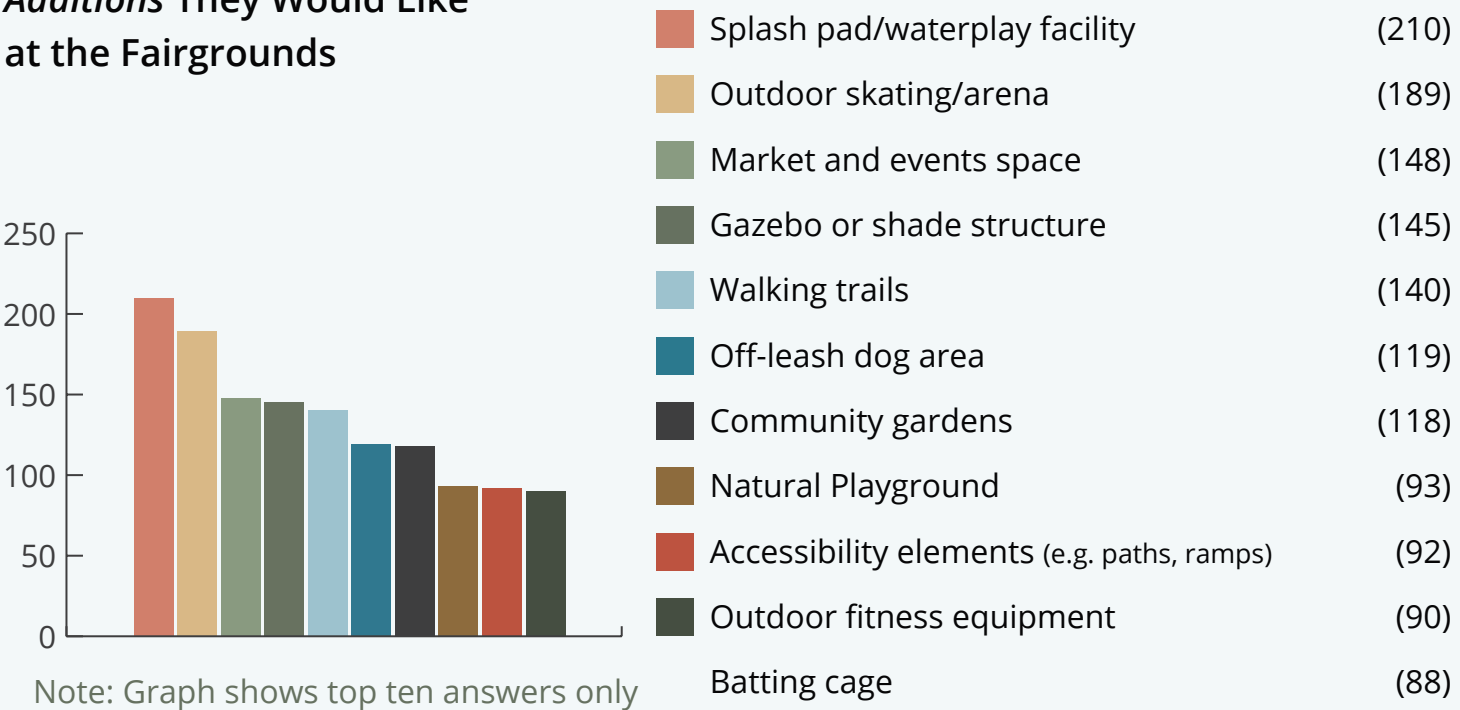 Additions They Would Like
at the Fairgrounds
250
200
150
100
50
0
Note: Graph shows top ten answers only
Splash pad/waterplay facility (210)
Outdoor skating/arena (189)
Market and events space (148)
Gazebo or shade structure (145)
Walking trails (140)
Off-leash dog area (119)
Community gardens (118)
Natural Playground (93)
Accessibility elements (e.g. paths, ramps) (92)
Outdoor fitness equipment (90)
Batting cage (88)